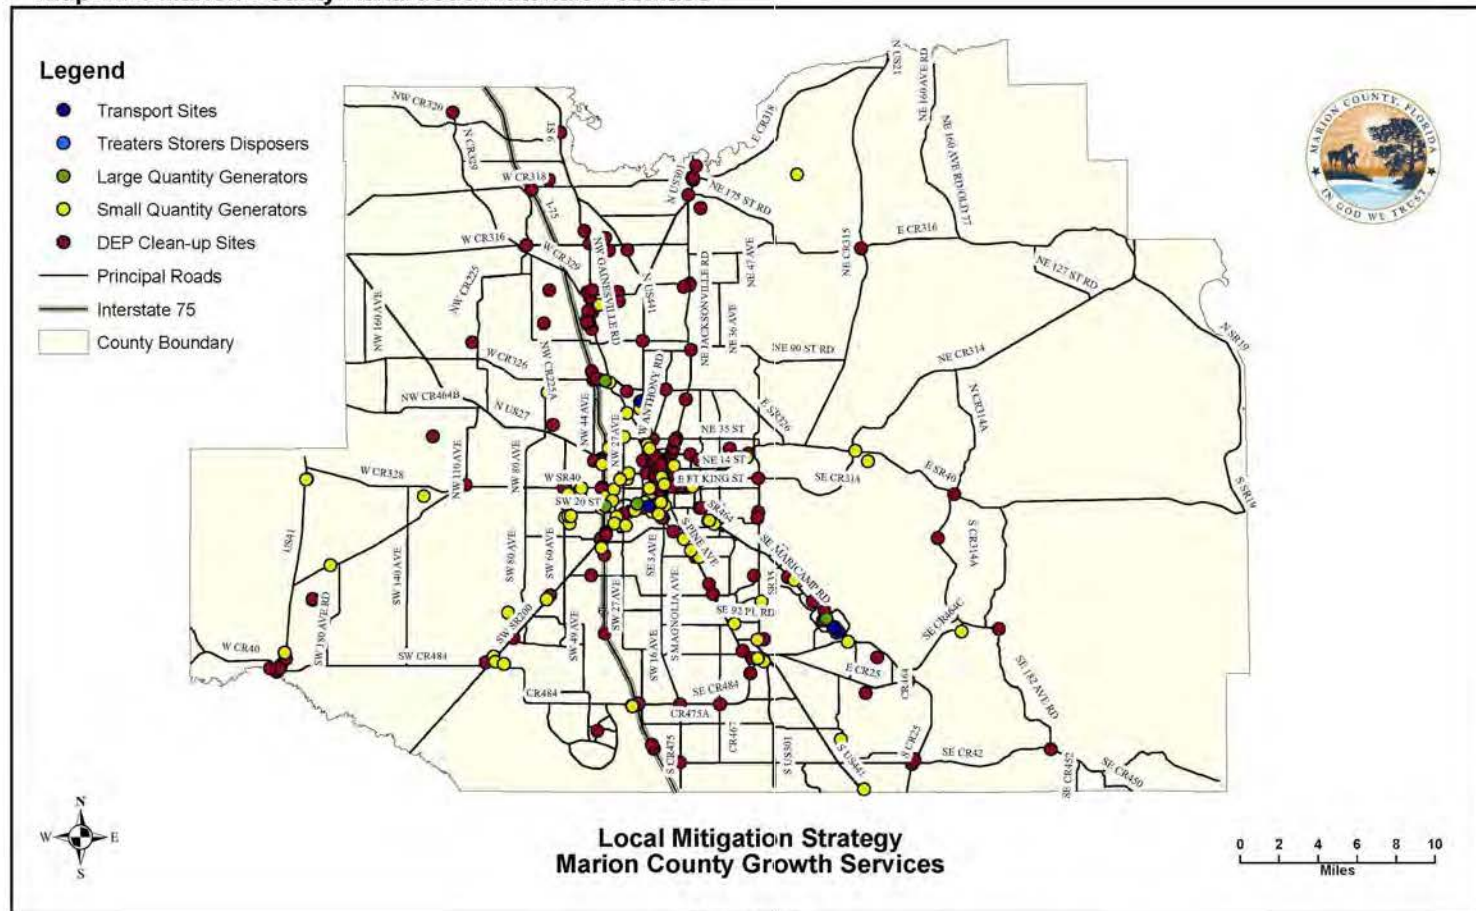 Legend
Transport Sites
Treaters Storers Disposers
Large Quantity Generators
Small Quantity Generators
DEP Clean-up Sites
Principal Roads
Interstate 75
County Boundary
MARION COUNTY, FLORIDA
IN GOD WE TRUST
NW CR320
N CR329
W CR318
I-75
N US301
NE 175 ST RD
E CR318
N US21
NE 160 AVE RD
NE 160 AVE RD/OLD 77
W CR316
W CR329
NW GAINESVILLE RD
N US441
NE JACKSONVILLE RD
NE 47 AVE
NE CR315
E CR316
NE 127 ST RD
NW CR225
NW 160 AVE
NE 36 AVE
N SR19
W CR326
NW CR225A
W ANTHONY RD
NE 90 ST RD
NE CR314
NW CR464B
N US27
NW 44 AVE
NW 27 AVE
E SR326
N CR314A
NE 35 ST
NE 14 ST
W CR328
NW 110 AVE
NW 80 AVE
W SR40
E FT KING ST
SE CR314
E SR40
S SR19
SW 20 ST
SR464
US41
SW 140 AVE
SW 80 AVE
SW 60 AVE
SE 3 AVE
S PINE AVE
SR35
SE MARICAMP RD
S CR314A
SW 180 AVE RD
SW SR200
SW 49 AVE
SW 27 AVE
SW 16 AVE
S MAGNOLIA AVE
SE 92 PL RD
SE CR464C
W CR40
SW CR484
E CR25
CR464
SE 182 AVE RD
CR484
SE CR484
CR475A
CR467
S CR475
S US301
S US441
S CR25
SE CR42
SE CR452
SE CR450
N
W
E
S
Local Mitigation Strategy
Marion County Growth Services
0 2 4 6 8 10
Miles